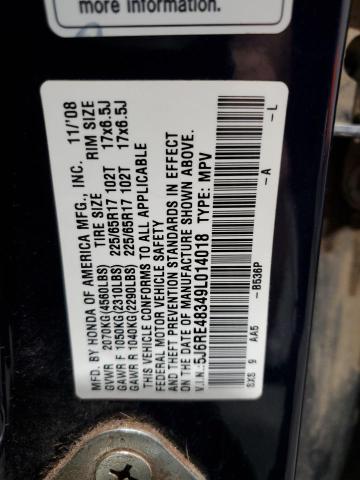 more information.
MFD. BY HONDA OF AMERICA MFG., INC. 11/'08
TIRE SIZE RIM SIZE
GVWR 2070KG(4560LBS)
GAWR F 1050KG(2310LBS) 225/65R17 102T 17x6.5J
GAWR R 1040KG(2290LBS) 225/65R17 102T 17x6.5J
THIS VEHICLE CONFORMS TO ALL APPLICABLE
FEDERAL MOTOR VEHICLE SAFETY
AND THEFT PREVENTION STANDARDS IN EFFECT
ON THE DATE OF MANUFACTURE SHOWN ABOVE.
V.I.N.:5J6RE48349L014018 TYPE: MPV
SXS 9 AA5 -B536P -A -L